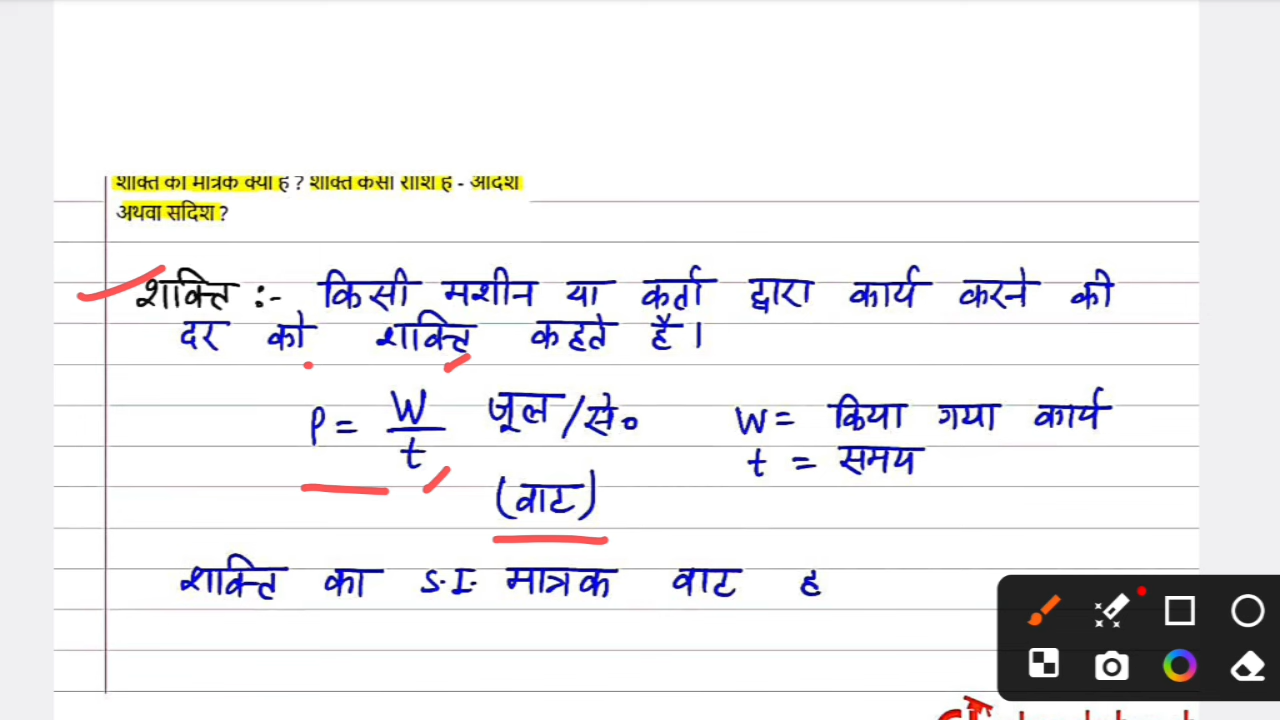 शक्ति का मात्रक क्या है ? शक्ति कैसी राशि है - अदिश
अथवा सदिश ?
शक्ति :- किसी मशीन या कर्ता द्वारा कार्य करने की
दर को शक्ति कहते है।
P = W/t जूल/से० W = किया गया कार्य
t = समय
(वाट)
शक्ति का S.I. मात्रक वाट ह